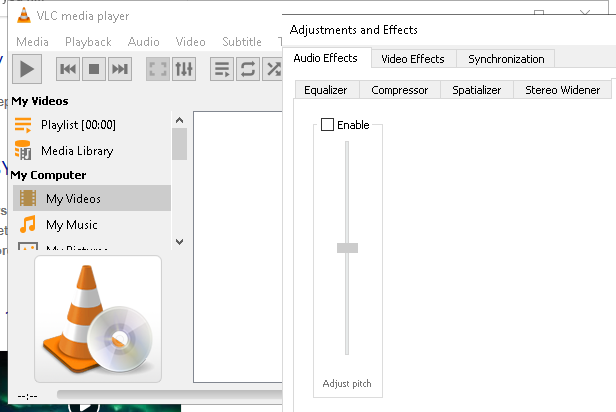 VLC media player
Media Playback Audio Video Subtitle
My Videos
Playlist [00:00]
Media Library
My Computer
My Videos
My Music
My Pictures
--:--
Adjustments and Effects
Audio Effects Video Effects Synchronization
Equalizer Compressor Spatializer Stereo Widener
Enable
Adjust pitch